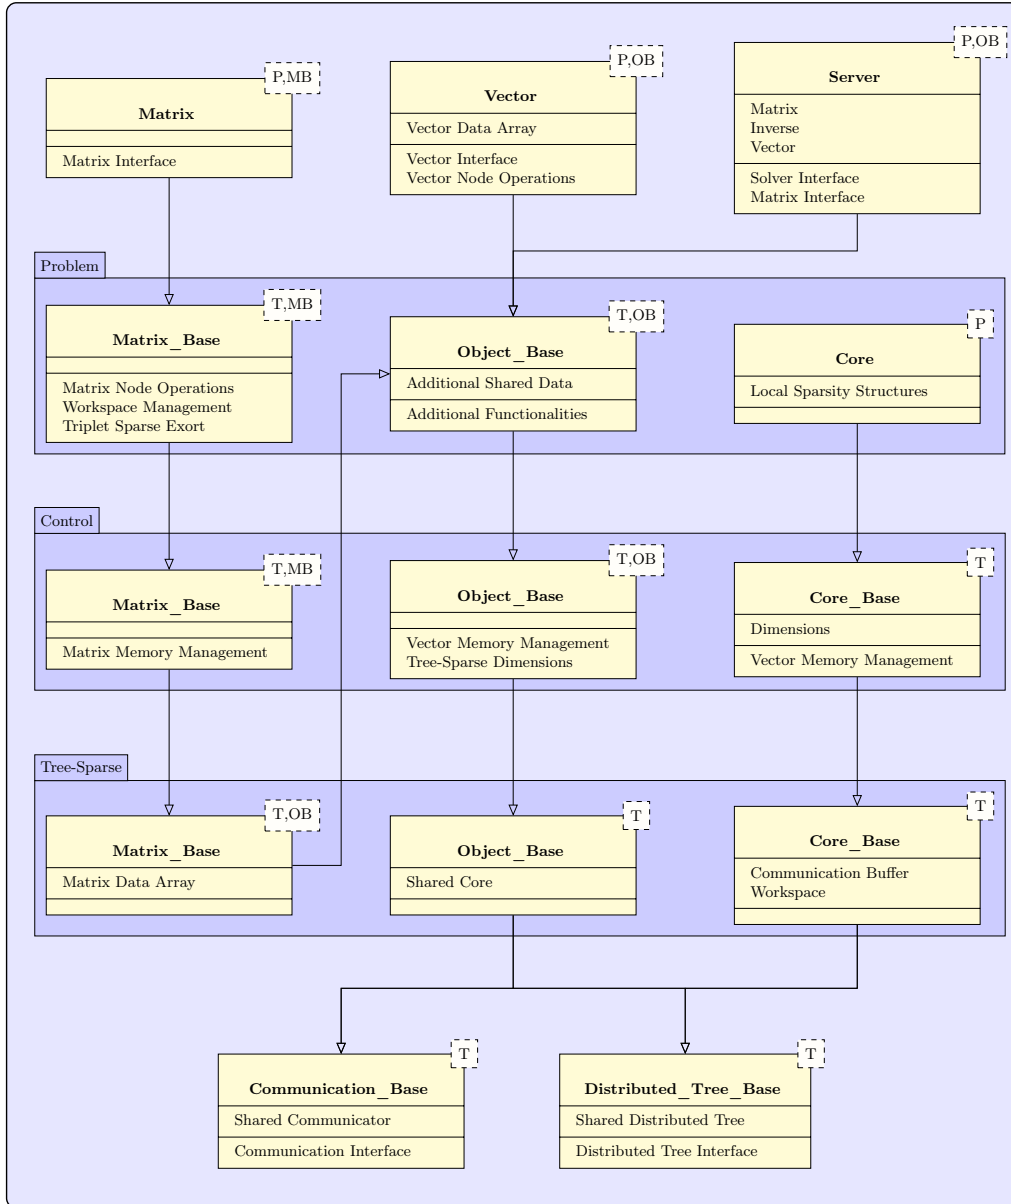 P,MB
Matrix
Matrix Interface
P,OB
Vector
Vector Data Array
Vector Interface
Vector Node Operations
P,OB
Server
Matrix
Inverse
Vector
Solver Interface
Matrix Interface
Problem
T,MB
Matrix_Base
Matrix Node Operations
Workspace Management
Triplet Sparse Exort
T,OB
Object_Base
Additional Shared Data
Additional Functionalities
P
Core
Local Sparsity Structures
Control
T,MB
Matrix_Base
Matrix Memory Management
T,OB
Object_Base
Vector Memory Management
Tree-Sparse Dimensions
T
Core_Base
Dimensions
Vector Memory Management
Tree-Sparse
T,OB
Matrix_Base
Matrix Data Array
T
Object_Base
Shared Core
T
Core_Base
Communication Buffer
Workspace
T
Communication_Base
Shared Communicator
Communication Interface
T
Distributed_Tree_Base
Shared Distributed Tree
Distributed Tree Interface